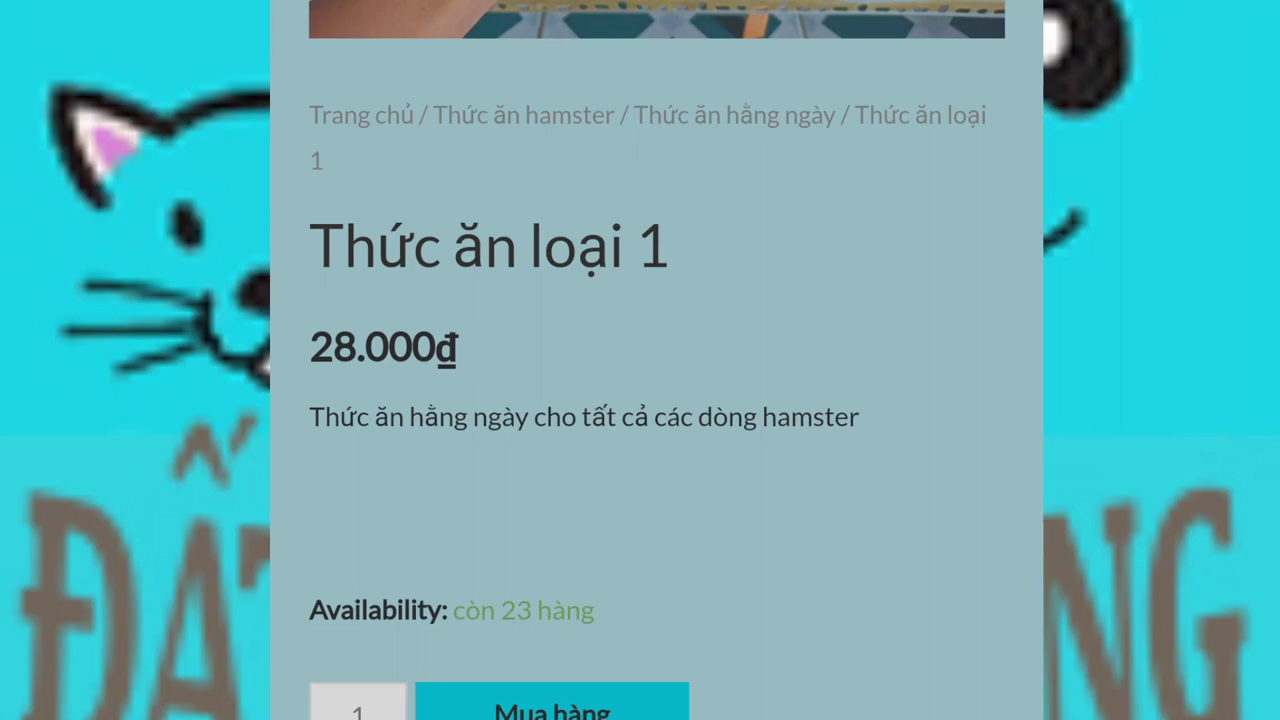 Trang chủ / Thức ăn hamster / Thức ăn hằng ngày / Thức ăn loại
1
Thức ăn loại 1
28.000₫
Thức ăn hằng ngày cho tất cả các dòng hamster
Availability: còn 23 hàng
1 Mua hàng